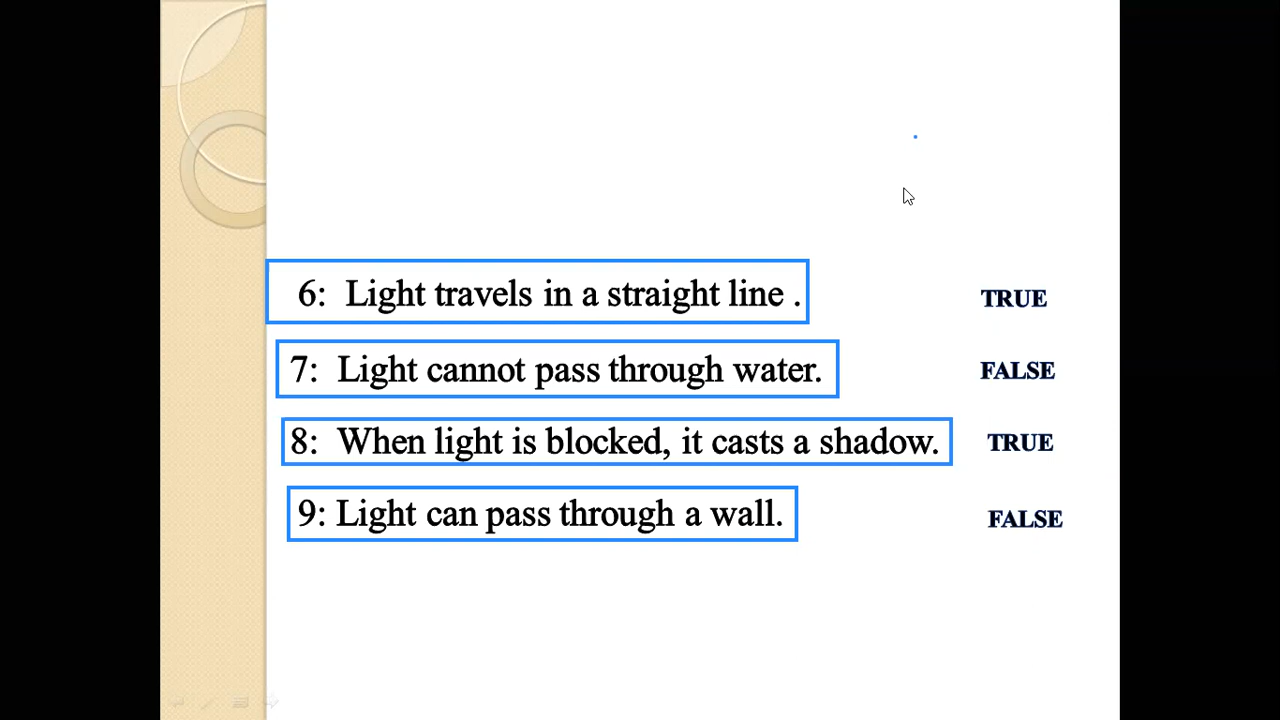 6: Light travels in a straight line .
TRUE
7: Light cannot pass through water.
FALSE
8: When light is blocked, it casts a shadow.
TRUE
9: Light can pass through a wall.
FALSE